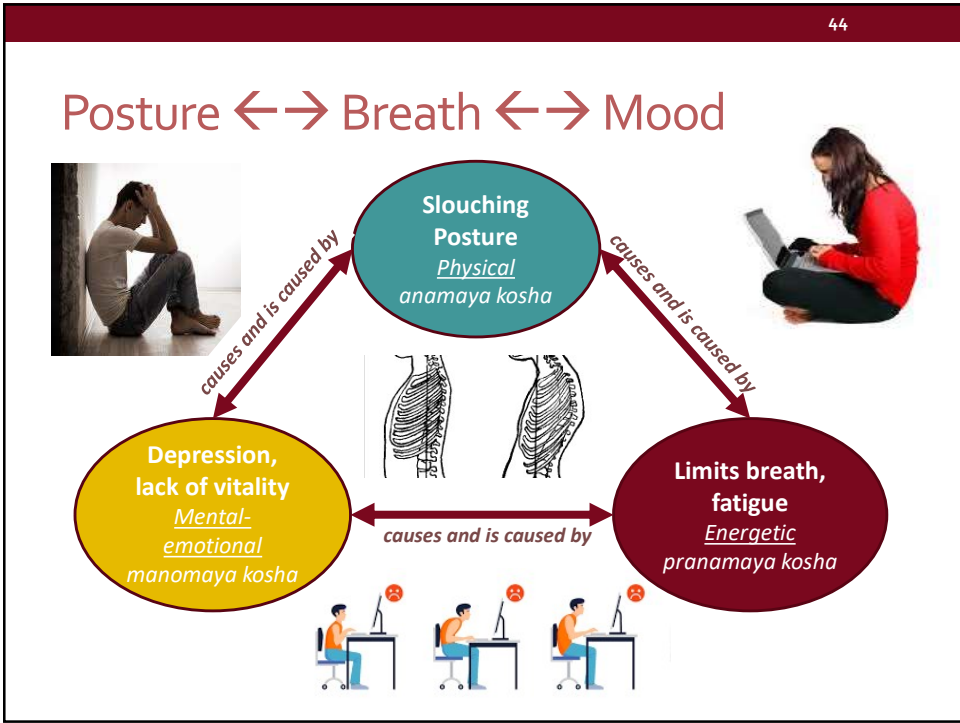 44
Posture ←→ Breath ←→ Mood
Slouching
Posture
Physical
anamaya kosha
causes and is caused by
causes and is caused by
Depression,
lack of vitality
Mental-
emotional
manomaya kosha
Limits breath,
fatigue
Energetic
pranamaya kosha
causes and is caused by